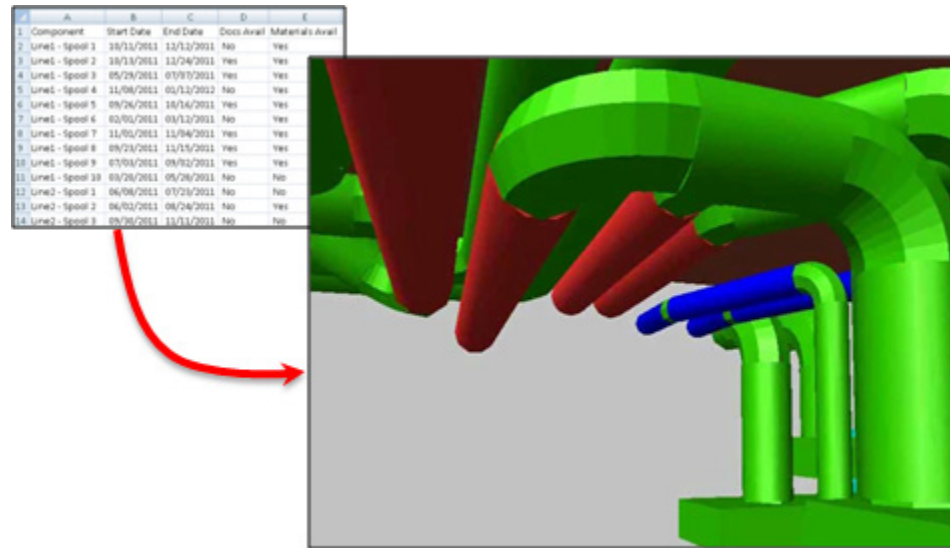 A B C D E
1 Component Start Date End Date Docs Avail Materials Avail
2 Line1 - Spool 1 10/11/2011 12/12/2011 No Yes
3 Line1 - Spool 2 10/13/2011 12/24/2011 Yes Yes
4 Line1 - Spool 3 05/29/2011 07/07/2011 Yes Yes
5 Line1 - Spool 4 11/08/2011 01/12/2012 No Yes
6 Line1 - Spool 5 09/26/2011 10/16/2011 Yes Yes
7 Line1 - Spool 6 02/01/2011 03/12/2011 No Yes
8 Line1 - Spool 7 11/01/2011 11/04/2011 Yes Yes
9 Line1 - Spool 8 09/23/2011 11/15/2011 Yes Yes
10 Line1 - Spool 9 07/03/2011 09/02/2011 Yes Yes
11 Line1 - Spool 10 03/28/2011 05/28/2011 No No
12 Line2 - Spool 1 06/08/2011 07/23/2011 No No
13 Line2 - Spool 2 06/02/2011 08/24/2011 No Yes
14 Line2 - Spool 3 09/30/2011 11/11/2011 No No